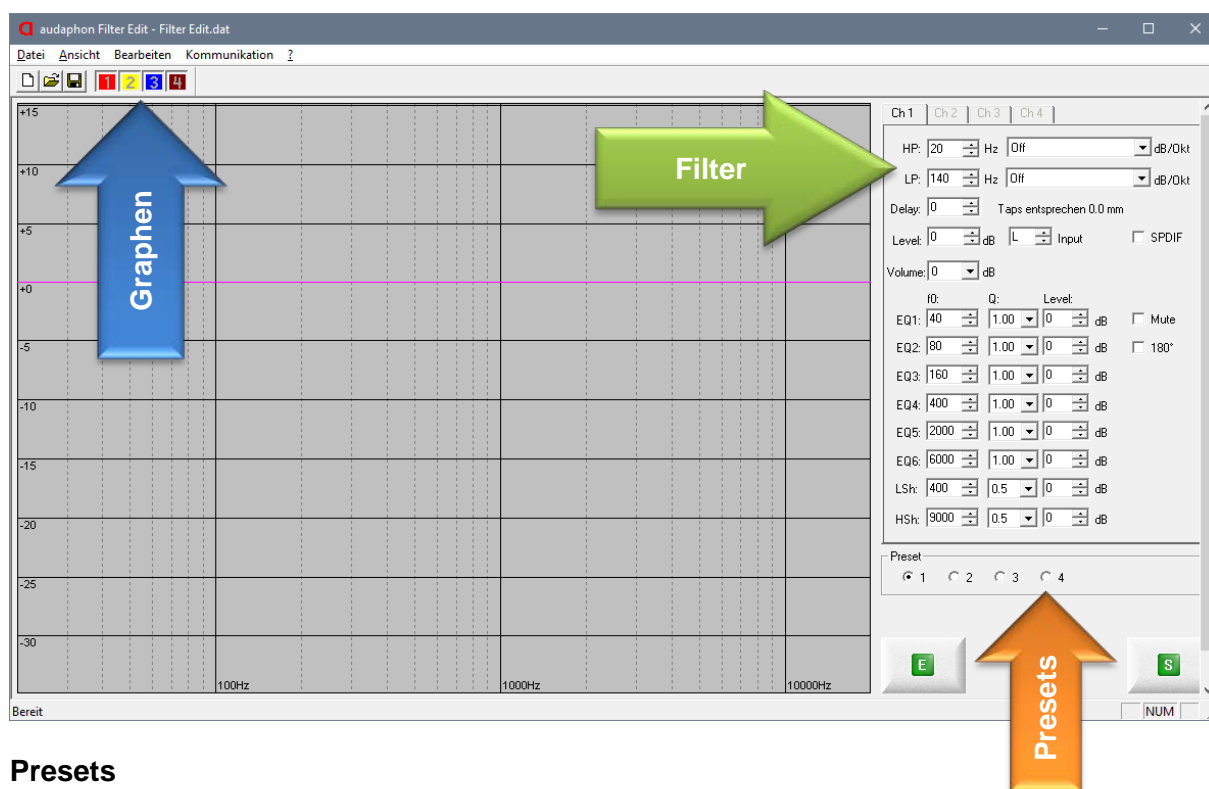 audaphon Filter Edit - Filter Edit.dat
Datei Ansicht Bearbeiten Kommunikation ?
1 2 3 4
+15
+10
+5
+0
-5
-10
-15
-20
-25
-30
100Hz 1000Hz 10000Hz
Graphen
Filter
Ch 1 Ch 2 Ch 3 Ch 4
HP: 20 Hz Off dB/Okt
LP: 140 Hz Off dB/Okt
Delay: 0 Taps entsprechen 0.0 mm
Level: 0 dB L Input SPDIF
Volume: 0 dB
f0: Q: Level:
EQ1: 40 1.00 0 dB Mute
EQ2: 80 1.00 0 dB 180°
EQ3: 160 1.00 0 dB
EQ4: 400 1.00 0 dB
EQ5: 2000 1.00 0 dB
EQ6: 6000 1.00 0 dB
LSh: 400 0.5 0 dB
HSh: 9000 0.5 0 dB
Preset
1 2 3 4
E S
Presets
Bereit NUM
Presets